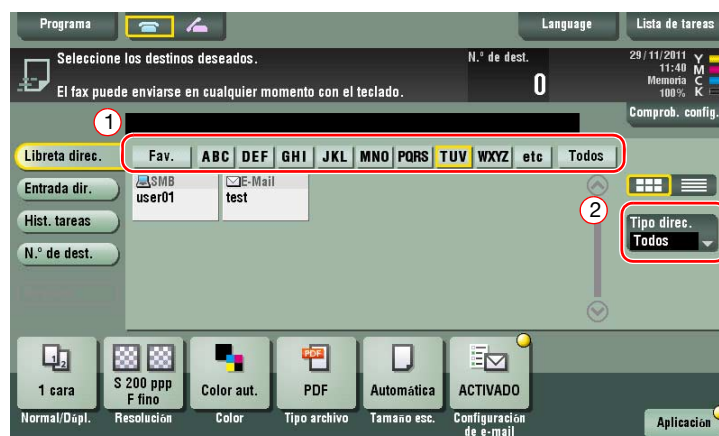 Programa
Language
Lista de tareas
Seleccione los destinos deseados.
N.º de dest.
29/11/2011
11:40
Memoria
100%
Y
M
C
K
El fax puede enviarse en cualquier momento con el teclado.
0
Comprob. config.
1
Libreta direc.
Fav. ABC DEF GHI JKL MNO PQRS TUV WXYZ etc Todos
Entrada dir.
SMB
user01
E-Mail
test
2
Hist. tareas
Tipo direc.
Todos
N.º de dest.
1 2
1 cara
S 200 ppp
F fino
Color aut.
PDF
PDF
Automática
ACTIVADO
Normal/Dúpl.
Resolución
Color
Tipo archivo
Tamaño esc.
Configuración
de e-mail
Aplicación